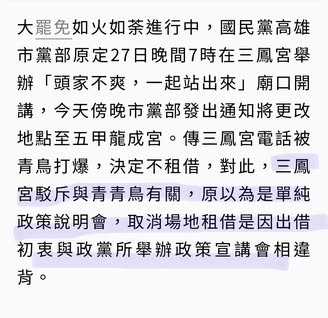 大罷免如火如荼進行中，國民黨高雄
市黨部原定27日晚間7時在三鳳宮舉
辦「頭家不爽，一起站出來」廟口開
講，今天傍晚市黨部發出通知將更改
地點至五甲龍成宮。傳三鳳宮電話被
青鳥打爆，決定不租借，對此，三鳳
宮駁斥與青青鳥有關，原以為是單純
政策說明會，取消場地租借是因出借
初衷與政黨所舉辦政策宣講會相違
背。